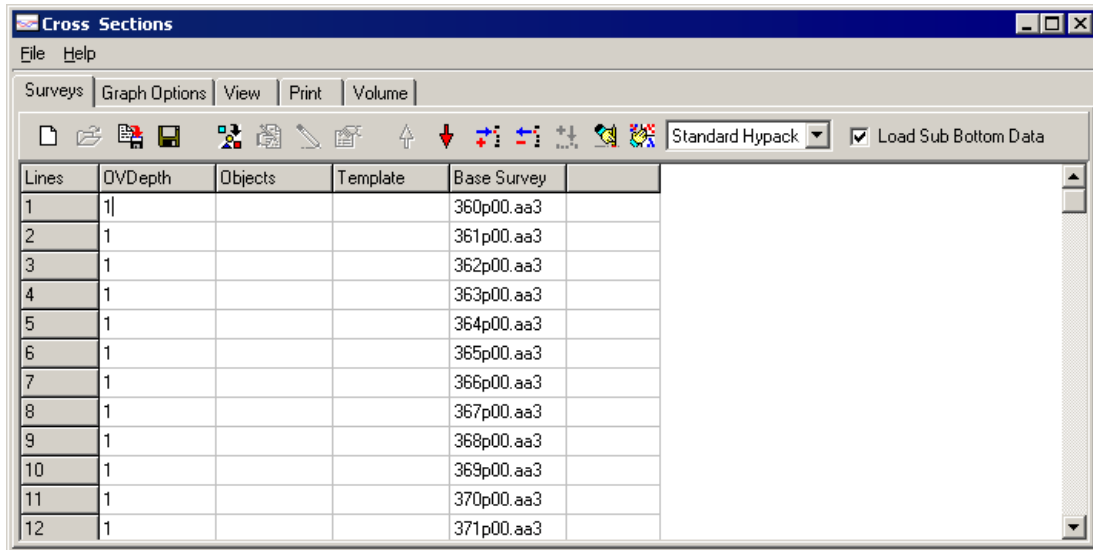 Cross Sections
File Help
Surveys Graph Options View Print Volume
Standard Hypack Load Sub Bottom Data
Lines OVDepth Objects Template Base Survey
1 1 360p00.aa3
2 1 361p00.aa3
3 1 362p00.aa3
4 1 363p00.aa3
5 1 364p00.aa3
6 1 365p00.aa3
7 1 366p00.aa3
8 1 367p00.aa3
9 1 368p00.aa3
10 1 369p00.aa3
11 1 370p00.aa3
12 1 371p00.aa3